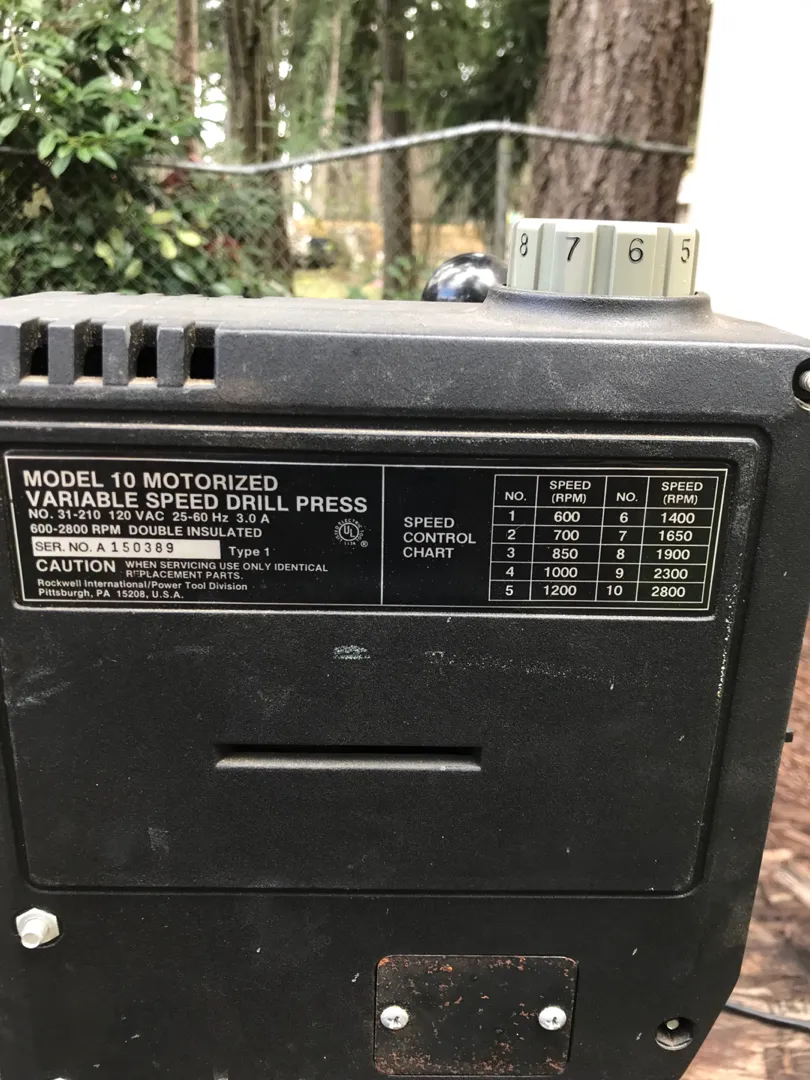 8 7 6 5
MODEL 10 MOTORIZED
VARIABLE SPEED DRILL PRESS
NO. 31-210 120 VAC 25-60 Hz 3.0 A
600-2800 RPM DOUBLE INSULATED
SER. NO. A 150389 Type 1
UL ®
CAUTION WHEN SERVICING USE ONLY IDENTICAL
REPLACEMENT PARTS.
Rockwell International/Power Tool Division
Pittsburgh, PA 15208, U.S.A.
SPEED
CONTROL
CHART
NO. SPEED (RPM) NO. SPEED (RPM)
1 600 6 1400
2 700 7 1650
3 850 8 1900
4 1000 9 2300
5 1200 10 2800